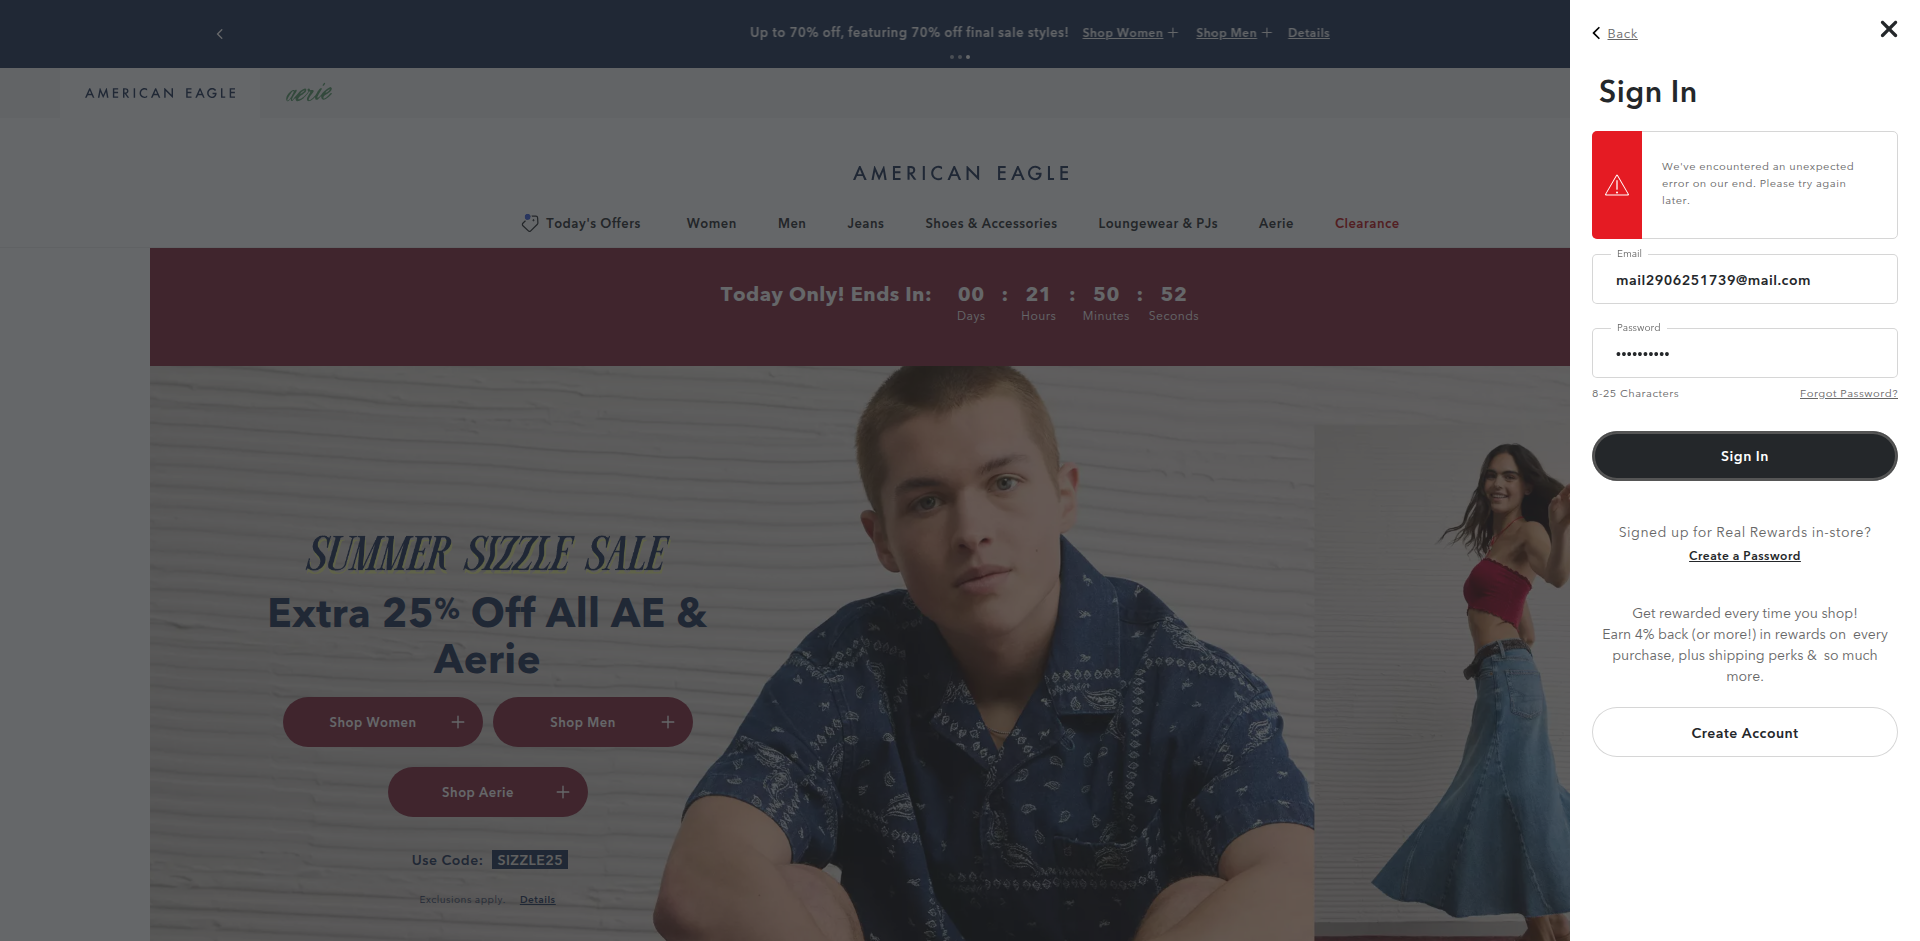 Up to 70% off, featuring 70% off final sale styles! Shop Women + Shop Men + Details
AMERICAN EAGLE
aerie
AMERICAN EAGLE
Today's Offers
Women
Men
Jeans
Shoes & Accessories
Loungewear & PJs
Aerie
Clearance
Today Only! Ends In: 00 : 21 : 50 : 52
Days Hours Minutes Seconds
SUMMER SIZZLE SALE
Extra 25% Off All AE &
Aerie
Shop Women +
Shop Men +
Shop Aerie +
Use Code: SIZZLE25
Exclusions apply. Details
Back
Sign In
We've encountered an unexpected
error on our end. Please try again
later.
Email
mail2906251739@mail.com
Password
••••••••••
8-25 Characters
Forgot Password?
Sign In
Signed up for Real Rewards in-store?
Create a Password
Get rewarded every time you shop!
Earn 4% back (or more!) in rewards on every
purchase, plus shipping perks & so much
more.
Create Account